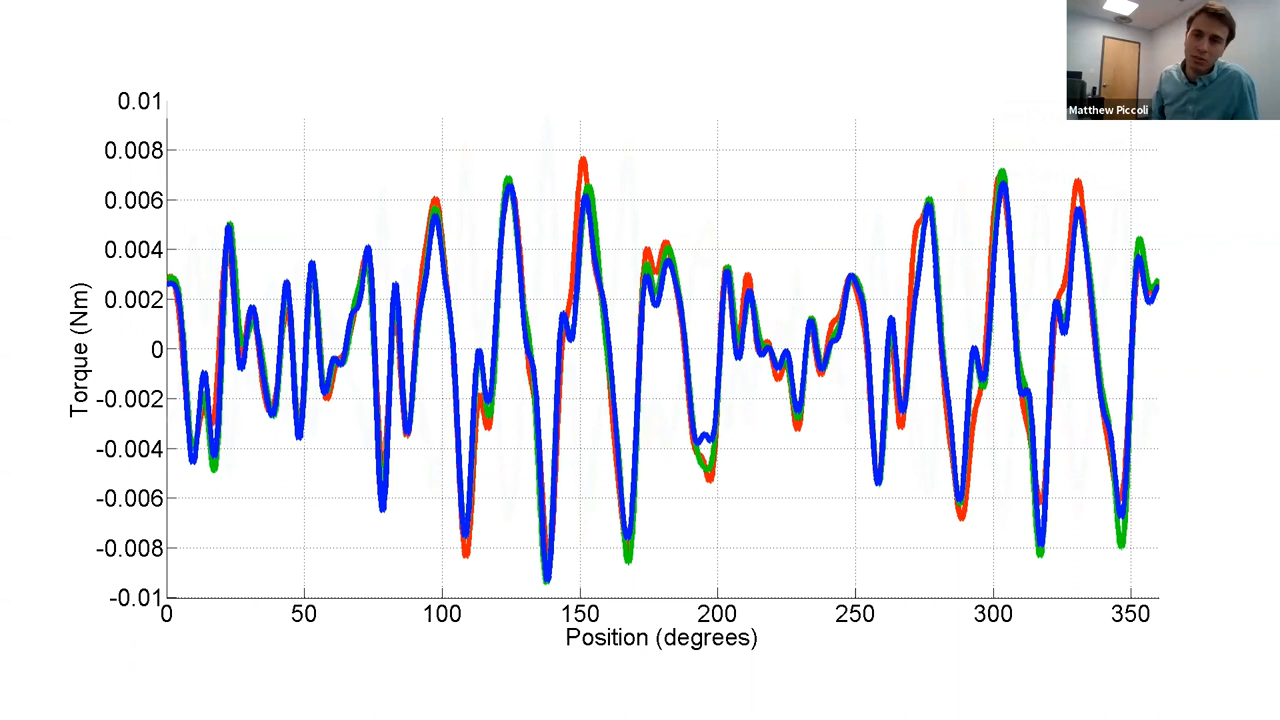 Matthew Piccoli
0.01
0.008
0.006
0.004
0.002
0
-0.002
-0.004
-0.006
-0.008
-0.01
Torque (Nm)
0 50 100 150 200 250 300 350
Position (degrees)